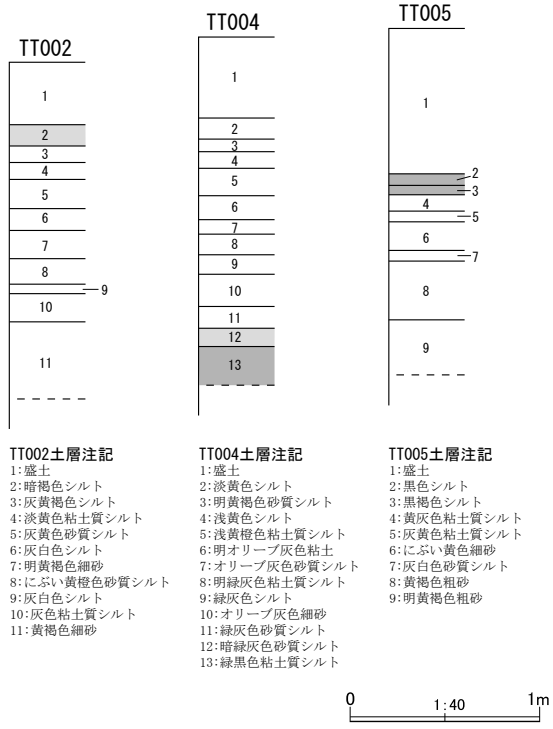 TT002
1
2
3
4
5
6
7
8
9
10
11
TT004
1
2
3
4
5
6
7
8
9
10
11
12
13
TT005
1
2
3
4
5
6
7
8
9
TT002土層注記
1:盛土
2:暗褐色シルト
3:灰黄褐色シルト
4:淡黄色粘土質シルト
5:灰黄色砂質シルト
6:灰白色シルト
7:明黄褐色細砂
8:にぶい黄橙色砂質シルト
9:灰白色シルト
10:灰色粘土質シルト
11:黄褐色細砂
TT004土層注記
1:盛土
2:淡黄色シルト
3:明黄褐色砂質シルト
4:浅黄色シルト
5:浅黄橙色粘土質シルト
6:明オリーブ灰色粘土
7:オリーブ灰色砂質シルト
8:明緑灰色粘土質シルト
9:緑灰色シルト
10:オリーブ灰色細砂
11:緑灰色砂質シルト
12:暗緑灰色砂質シルト
13:緑黒色粘土質シルト
TT005土層注記
1:盛土
2:黒色シルト
3:黒褐色シルト
4:黄灰色粘土質シルト
5:灰黄色粘土質シルト
6:にぶい黄色細砂
7:灰白色砂質シルト
8:黄褐色粗砂
9:明黄褐色粗砂
0 1:40 1m